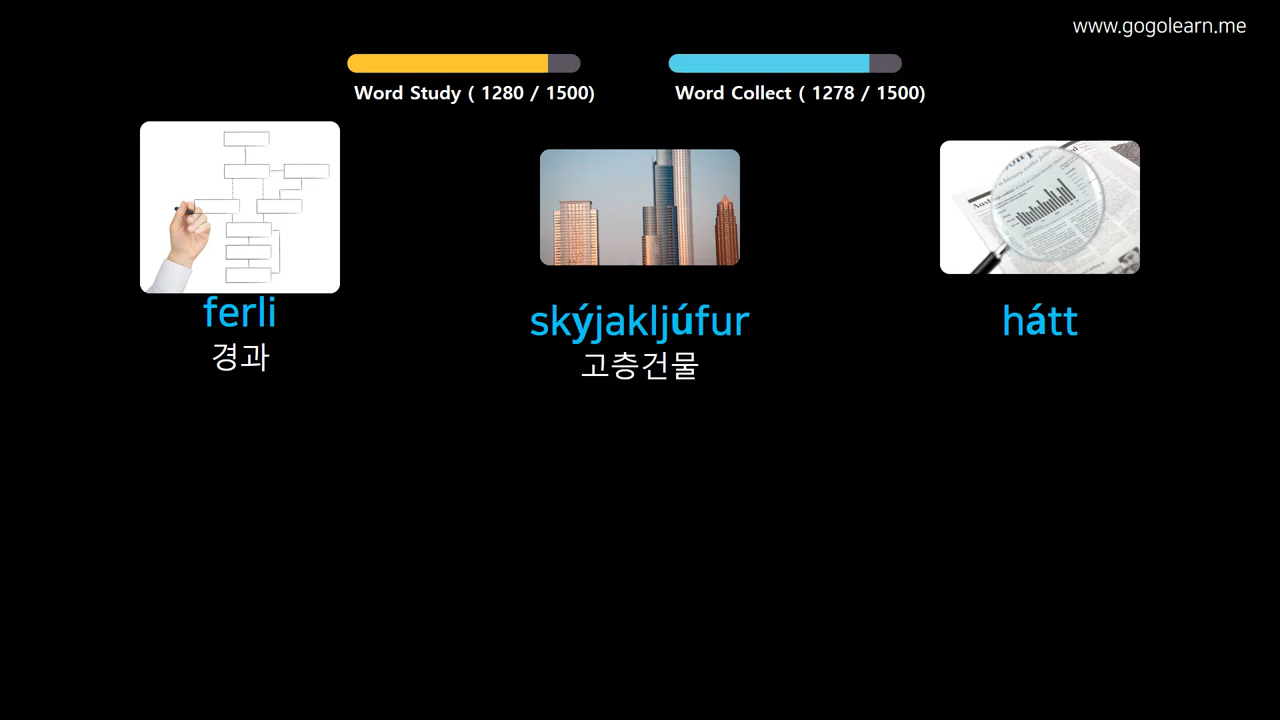 www.gogolearn.me
Word Study ( 1280 / 1500)
Word Collect ( 1278 / 1500)
ferli
경과
skýjakljúfur
고층건물
hátt